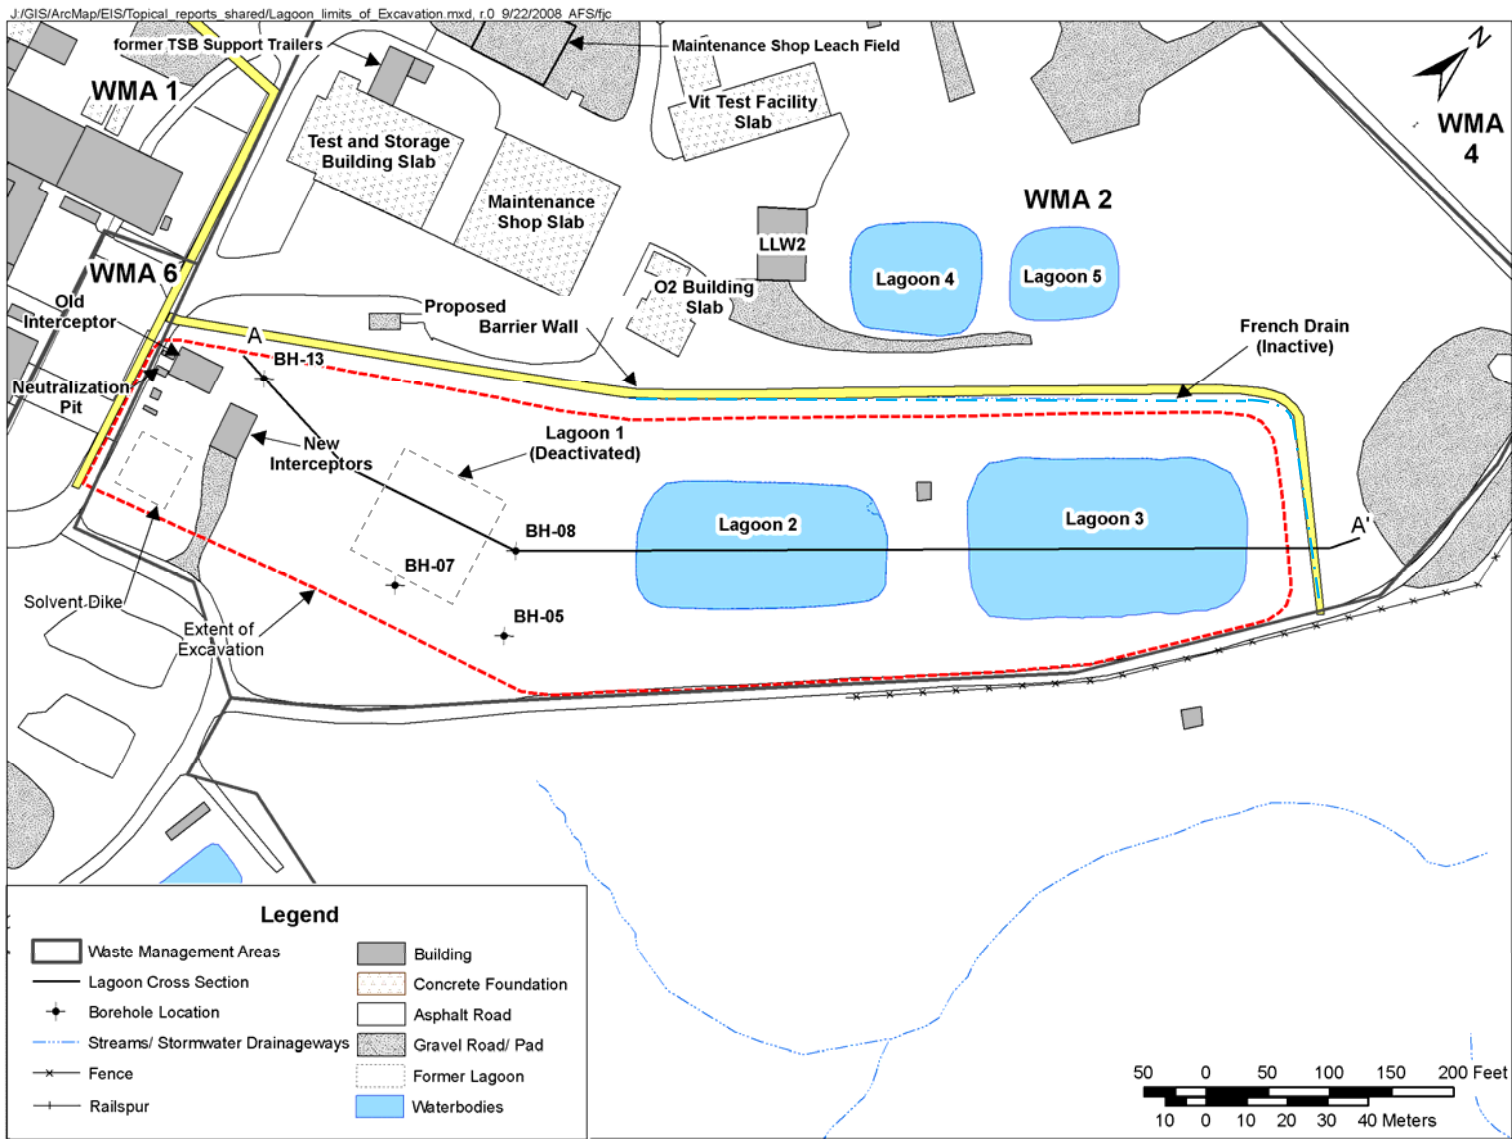 J:/GIS/ArcMap/EIS/Topical_reports_shared/Lagoon_limits_of_Excavation.mxd, r.0 9/22/2008 AFS/fjc
former TSB Support Trailers
Maintenance Shop Leach Field
N
WMA 1
WMA
4
Vit Test Facility
Slab
Test and Storage
Building Slab
Maintenance
Shop Slab
WMA 2
LLW2
WMA 6
Lagoon 4
Lagoon 5
O2 Building
Slab
Old
Interceptor
Proposed
Barrier Wall
French Drain
(Inactive)
A
BH-13
Neutralization
Pit
New
Interceptors
Lagoon 1
(Deactivated)
Lagoon 2
Lagoon 3
A'
BH-08
BH-07
BH-05
Solvent Dike
Extent of
Excavation
Legend
Waste Management Areas
Lagoon Cross Section
Borehole Location
Streams/ Stormwater Drainageways
Fence
Railspur
Building
Concrete Foundation
Asphalt Road
Gravel Road/ Pad
Former Lagoon
Waterbodies
50 0 50 100 150 200 Feet
10 0 10 20 30 40 Meters